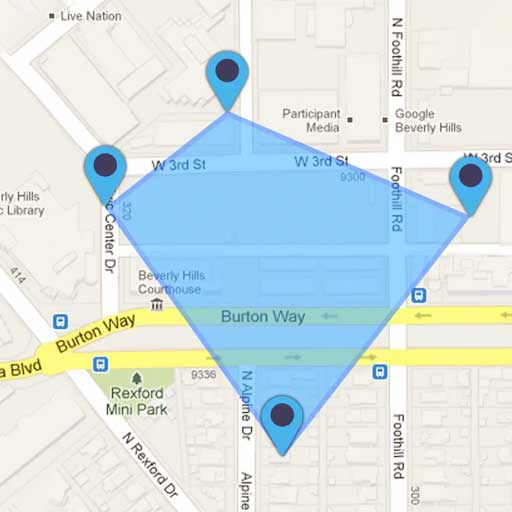 Live Nation
N Foothill Rd
Participant
Media
Google
Beverly Hills
W 3rd St
W 3rd St
W 3rd S
9300
Foothill Rd
rly Hills
c Library
320
ic Center Dr
414
Beverly Hills
Courthouse
Burton Way
Burton Way
a Blvd
9336
Rexford
Mini Park
N Alpine Dr
N Rexford Dr
Alpine
Foothill Rd
300